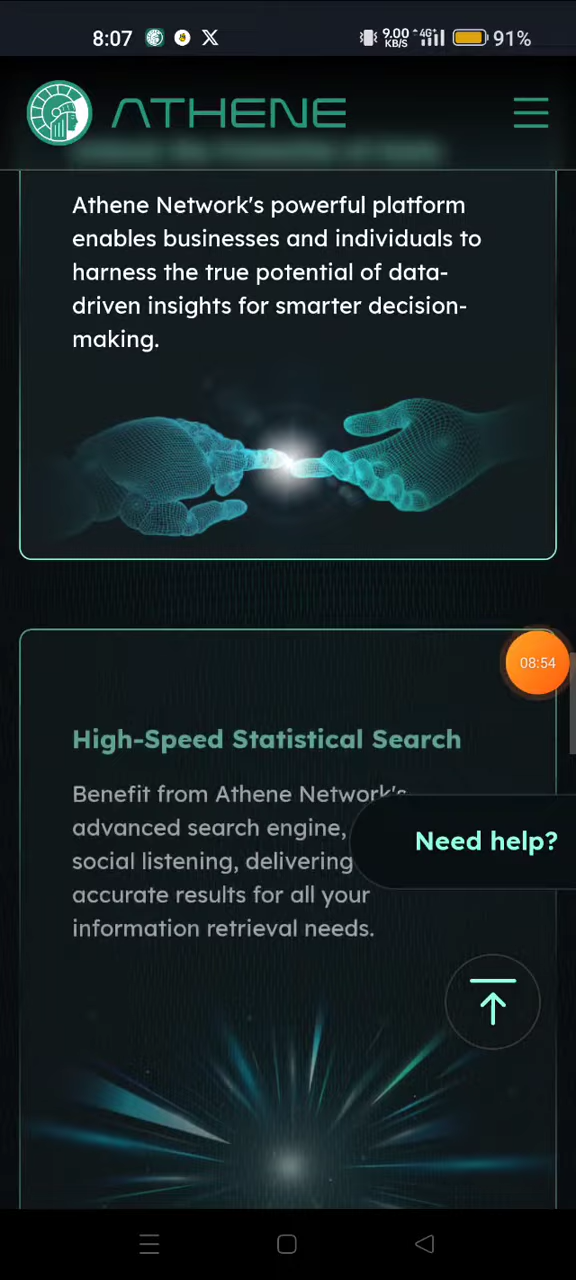 8:07
9.00 KB/S
4G+
91%
ATHENE
Athene Network's powerful platform
enables businesses and individuals to
harness the true potential of data-
driven insights for smarter decision-
making.
08:54
High-Speed Statistical Search
Benefit from Athene Network's
advanced search engine,
social listening, delivering
accurate results for all your
information retrieval needs.
Need help?